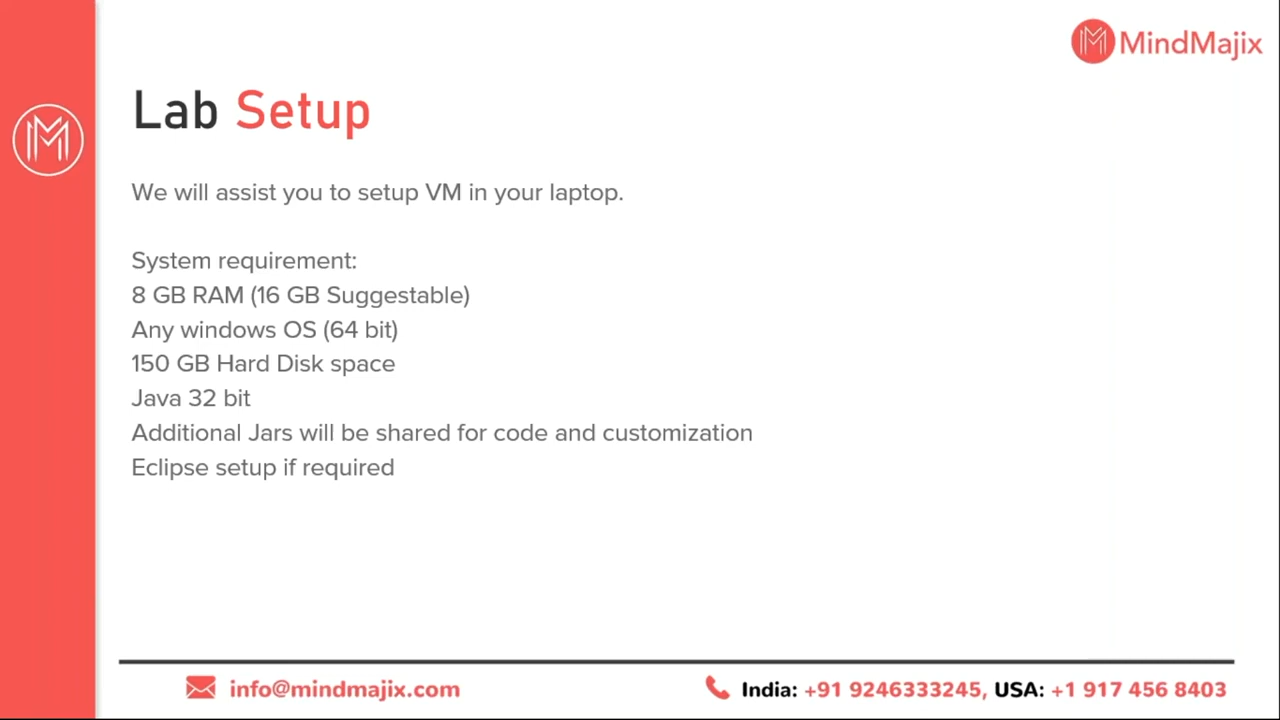 MindMajix
Lab Setup
We will assist you to setup VM in your laptop.
System requirement:
8 GB RAM (16 GB Suggestable)
Any windows OS (64 bit)
150 GB Hard Disk space
Java 32 bit
Additional Jars will be shared for code and customization
Eclipse setup if required
info@mindmajix.com
India: +91 9246333245, USA: +1 917 456 8403